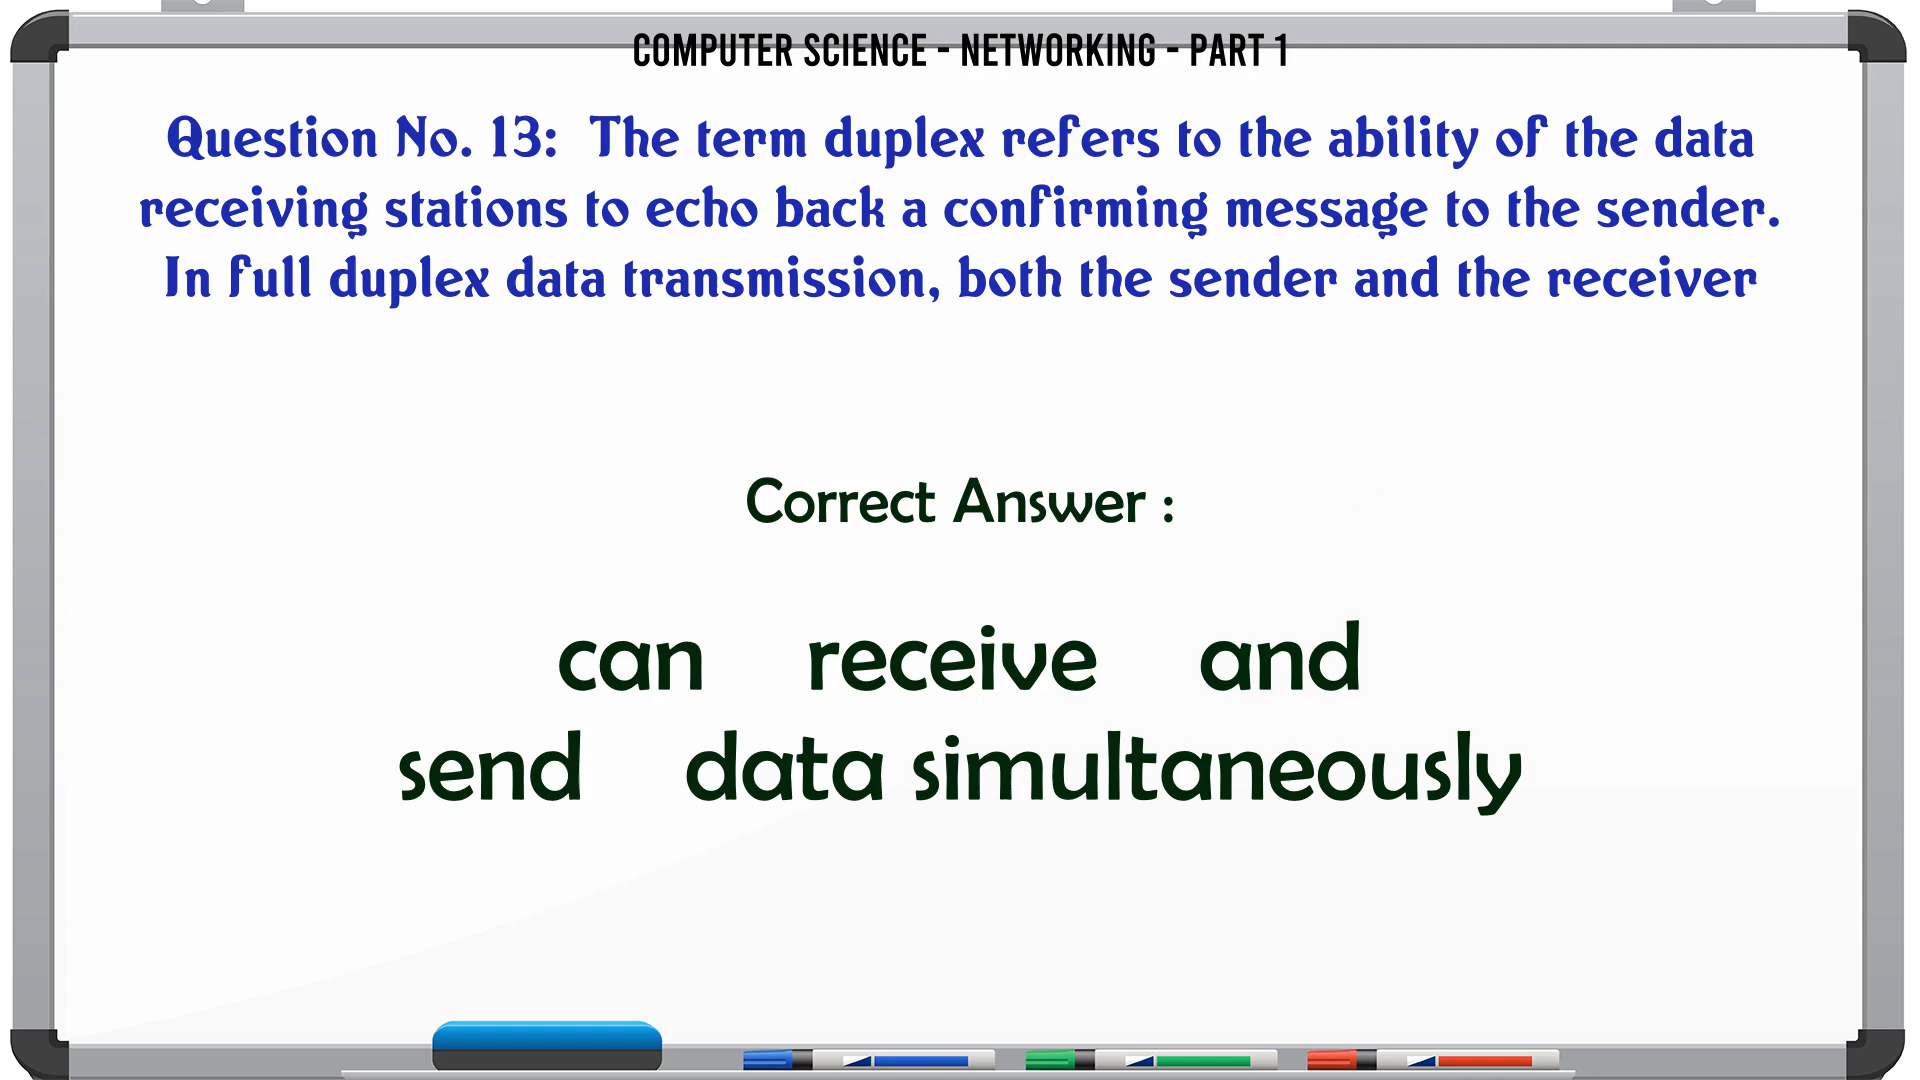 COMPUTER SCIENCE - NETWORKING - PART 1
Question No. 13: The term duplex refers to the ability of the data
receiving stations to echo back a confirming message to the sender.
In full duplex data transmission, both the sender and the receiver
Correct Answer :
can receive and
send data simultaneously